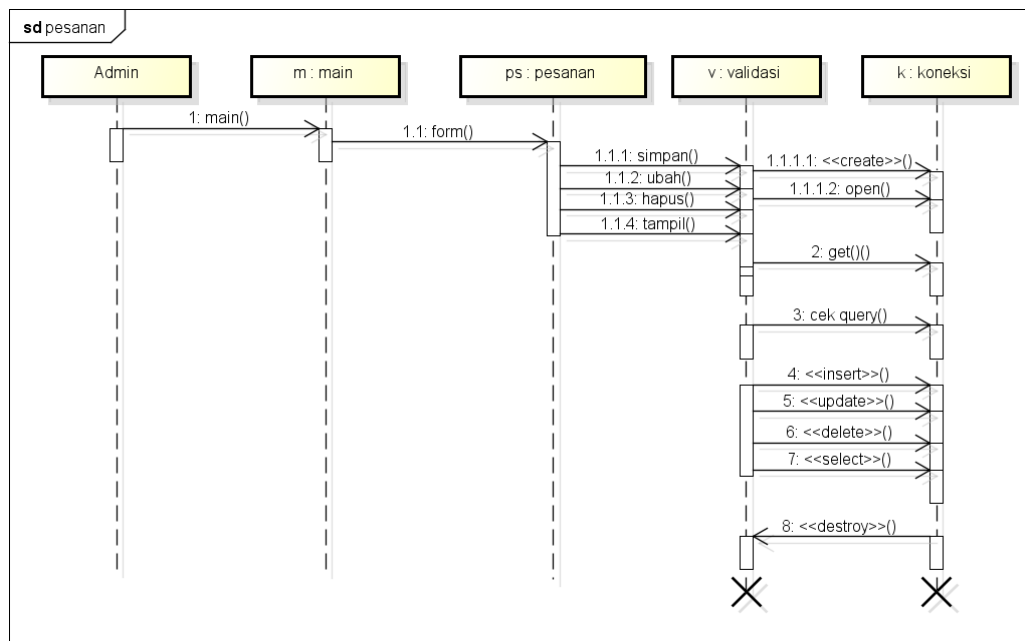 sd pesanan
Admin
m : main
ps : pesanan
v : validasi
k : koneksi
1: main()
1.1: form()
1.1.1: simpan()
1.1.1.1: <<create>>()
1.1.2: ubah()
1.1.1.2: open()
1.1.3: hapus()
1.1.4: tampil()
2: get()()
3: cek query()
4: <<insert>>()
5: <<update>>()
6: <<delete>>()
7: <<select>>()
8: <<destroy>>()